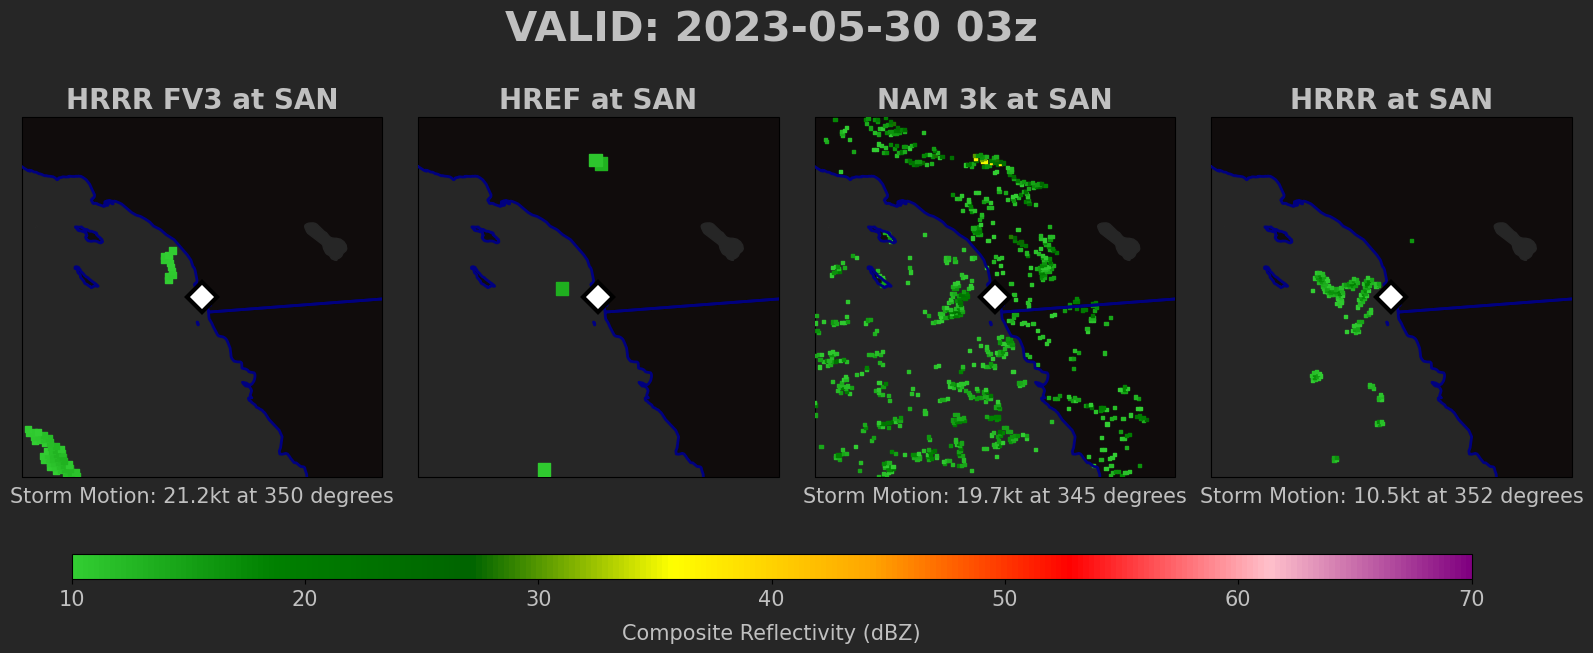 VALID: 2023-05-30 03z
HRRR FV3 at SAN
HREF at SAN
NAM 3k at SAN
HRRR at SAN
Storm Motion: 21.2kt at 350 degrees
Storm Motion: 19.7kt at 345 degrees
Storm Motion: 10.5kt at 352 degrees
10 20 30 40 50 60 70
Composite Reflectivity (dBZ)